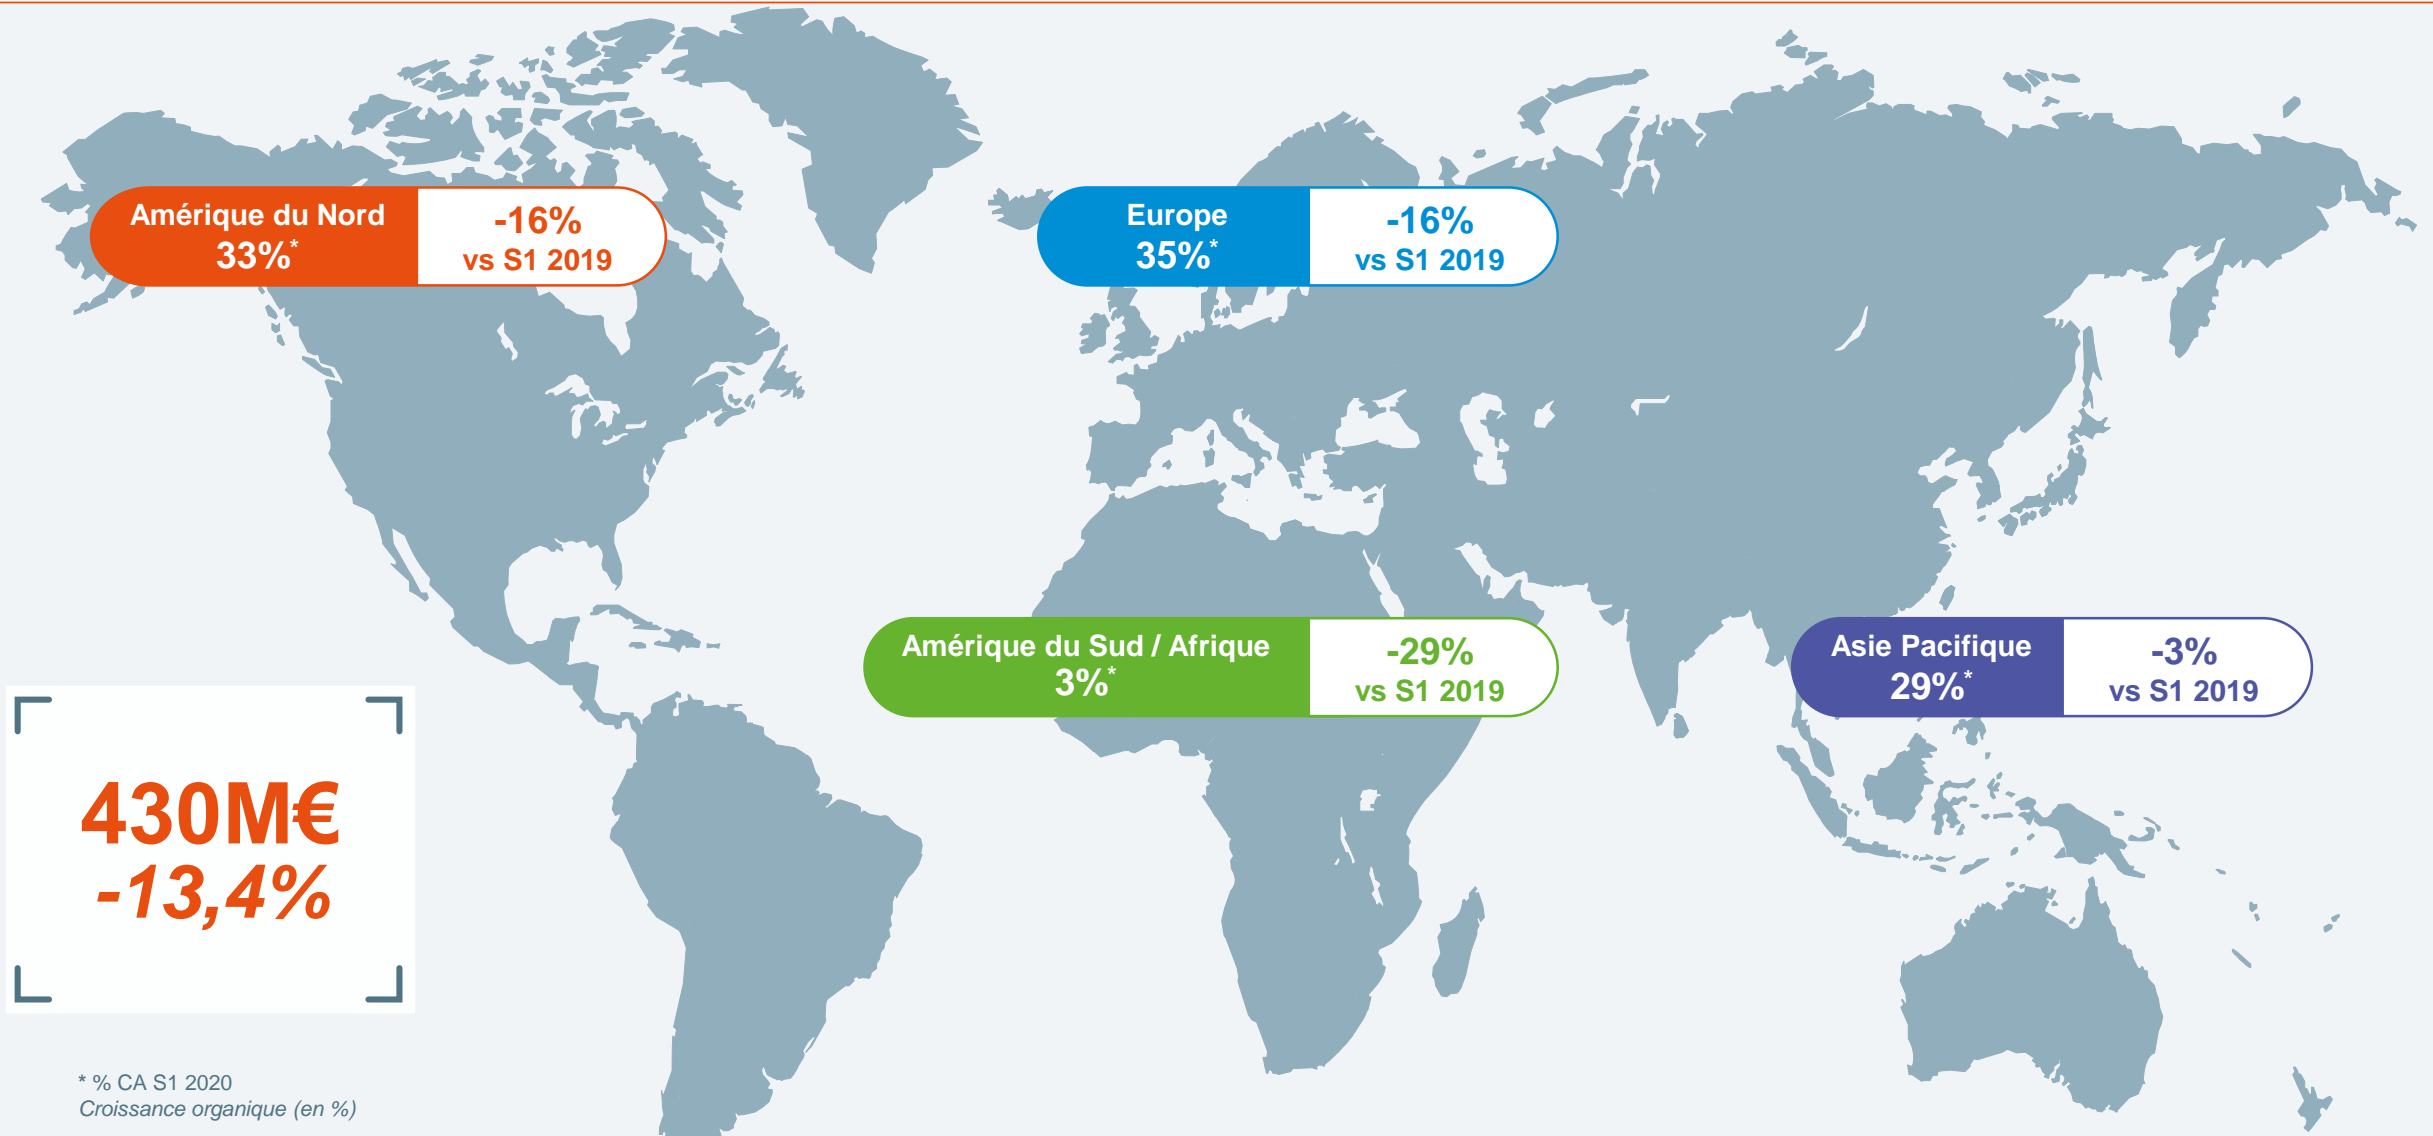 Amérique du Nord
33%*
-16%
vs S1 2019
Europe
35%*
-16%
vs S1 2019
Amérique du Sud / Afrique
3%*
-29%
vs S1 2019
Asie Pacifique
29%*
-3%
vs S1 2019
430M€
-13,4%
* % CA S1 2020
Croissance organique (en %)